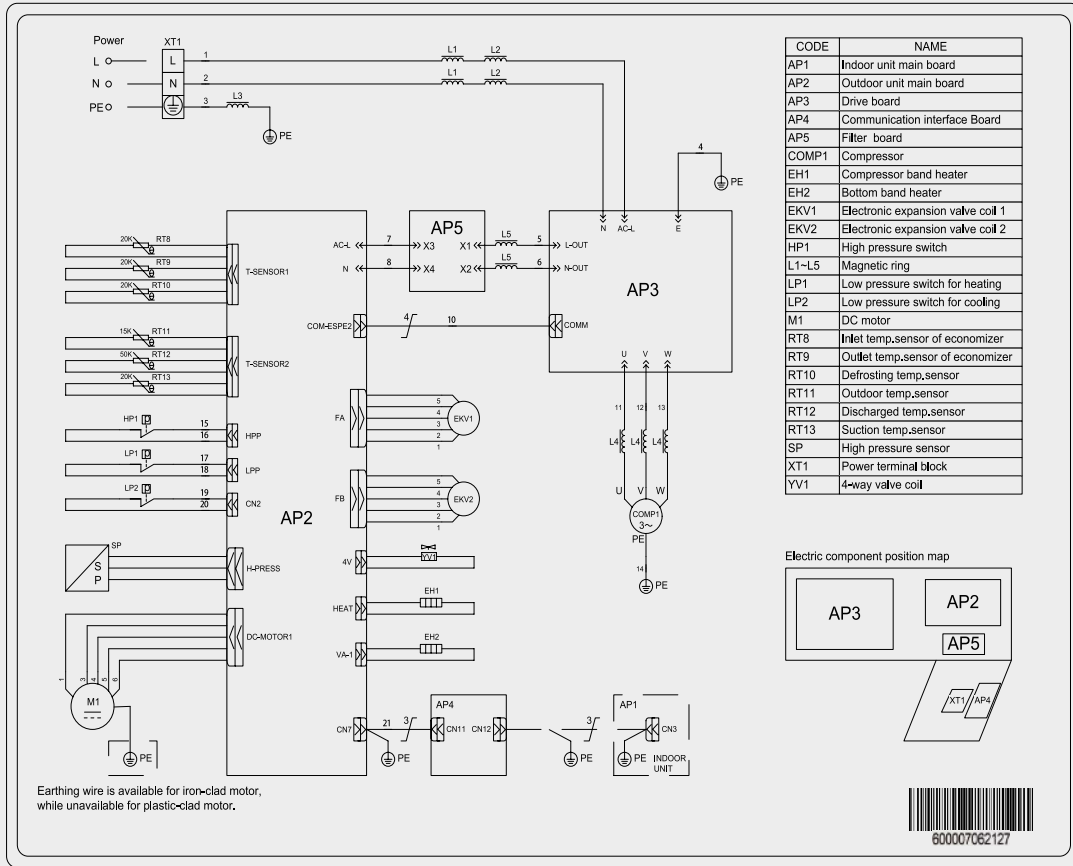 Power
XT1
L
L
1
L1
L2
N
N
2
L1
L2
PE
3
L3
PE
4
PE
AP2
20K
RT8
20K
RT9
20K
RT10
T-SENSOR1
15K
RT11
50K
RT12
20K
RT13
T-SENSOR2
HP1
P
15
16
HPP
LP1
P
17
18
LPP
LP2
P
19
20
CN2
SP
S
P
H-PRESS
DC-MOTOR1
1
3
4
5
6
M1
PE
AC-L
7
N
8
AP5
X3
X1
X4
X2
L5
5
L5
6
N
AC-L
E
L-OUT
N-OUT
AP3
COM-ESPE2
4
10
COMM
U
V
W
11
12
13
L4
L4
L4
U
V
W
COMP1
3~
PE
14
PE
FA
5
4
3
2
1
EKV1
FB
5
4
3
2
1
EKV2
4V
YV1
HEAT
EH1
VA-1
EH2
CN7
21
3
PE
AP4
CN11
CN12
3
PE
AP1
CN3
PE
INDOOR
UNIT
Earthing wire is available for iron-clad motor,
while unavailable for plastic-clad motor.
CODE NAME
AP1 Indoor unit main board
AP2 Outdoor unit main board
AP3 Drive board
AP4 Communication interface Board
AP5 Filter board
COMP1 Compressor
EH1 Compressor band heater
EH2 Bottom band heater
EKV1 Electronic expansion valve coil 1
EKV2 Electronic expansion valve coil 2
HP1 High pressure switch
L1~L5 Magnetic ring
LP1 Low pressure switch for heating
LP2 Low pressure switch for cooling
M1 DC motor
RT8 Inlet temp.sensor of economizer
RT9 Outlet temp.sensor of economizer
RT10 Defrosting temp.sensor
RT11 Outdoor temp.sensor
RT12 Discharged temp.sensor
RT13 Suction temp.sensor
SP High pressure sensor
XT1 Power terminal block
YV1 4-way valve coil
Electric component position map
AP3
AP2
AP5
XT1
AP4
600007062127